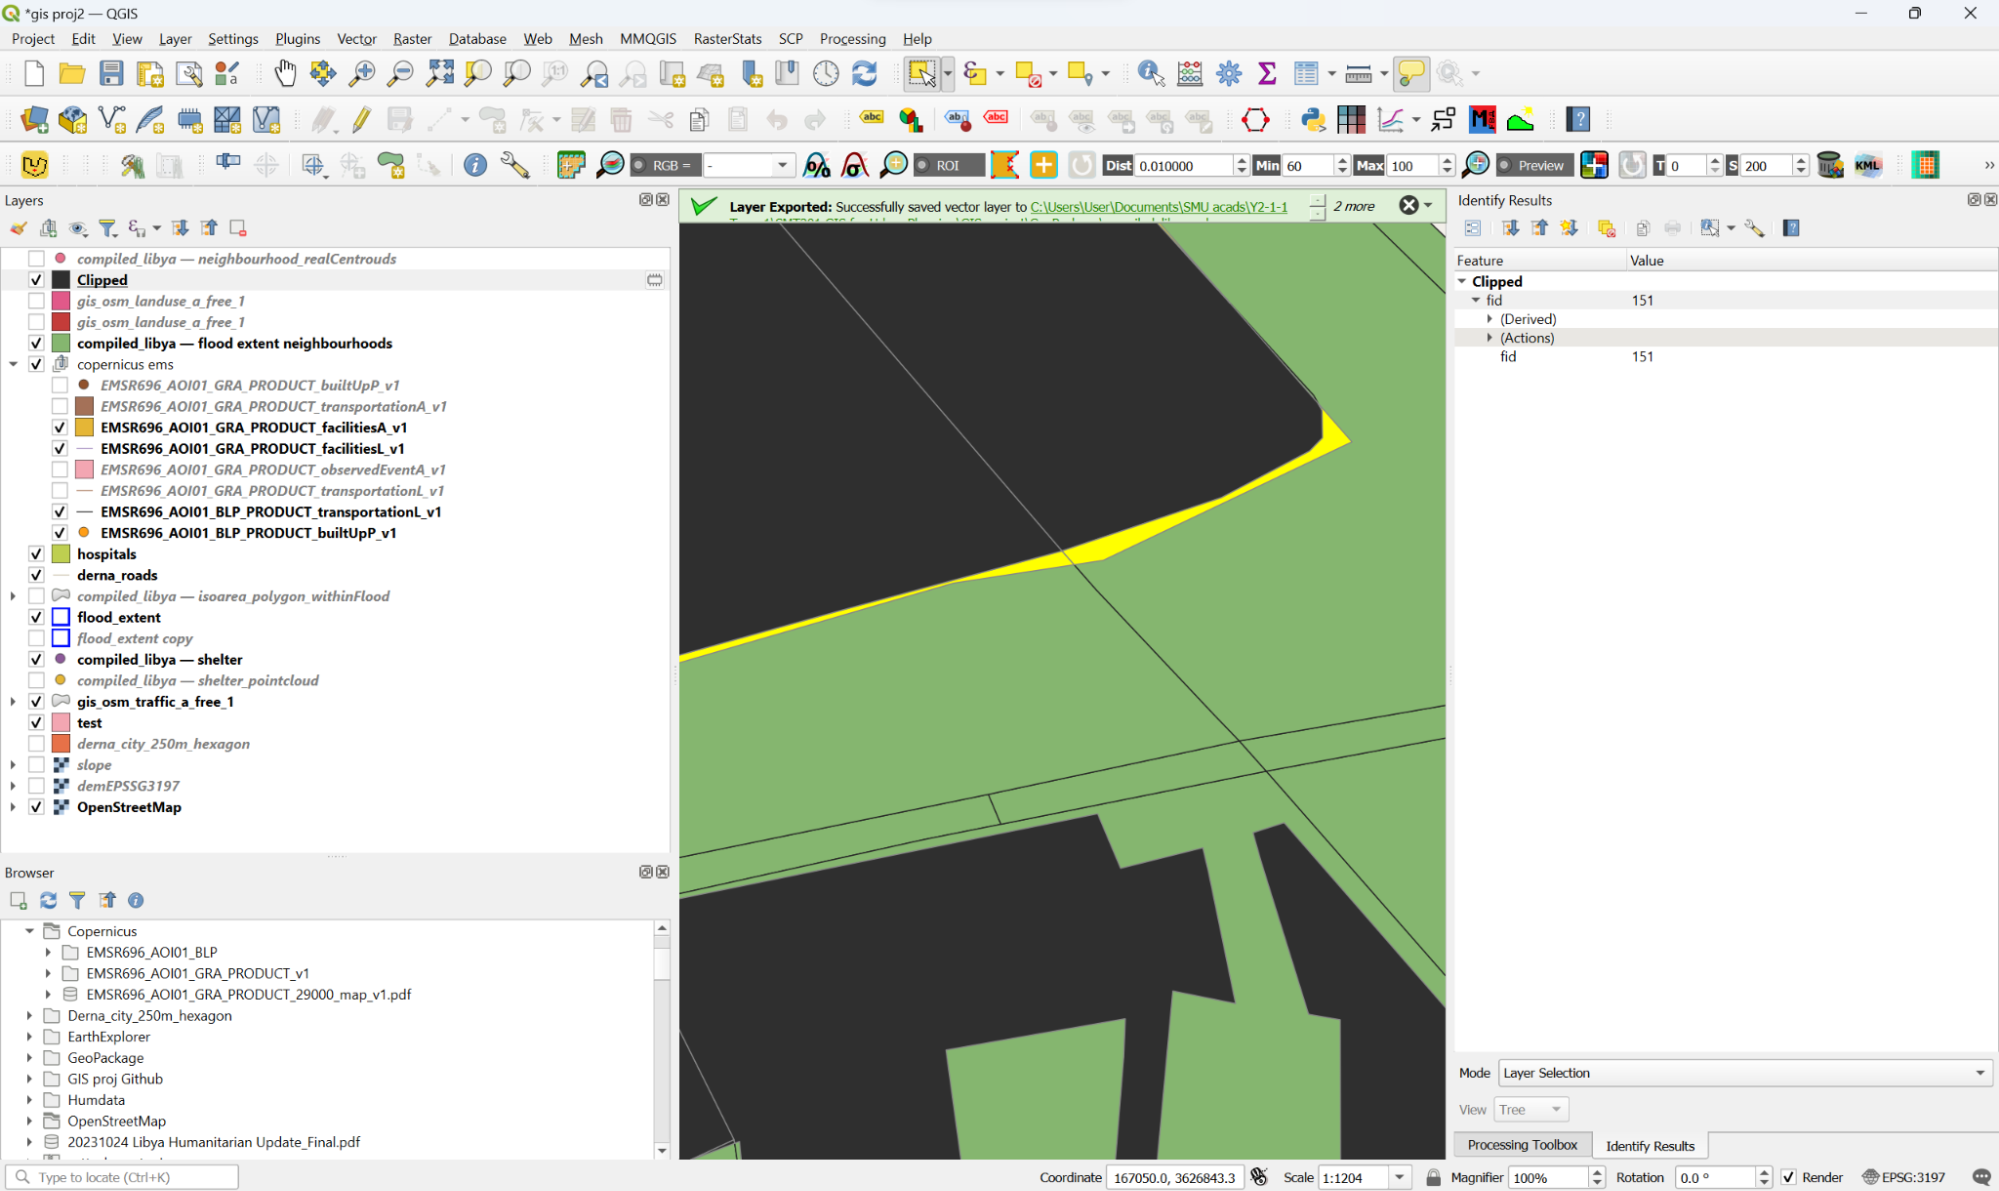 *gis proj2 — QGIS
Project Edit View Layer Settings Plugins Vector Raster Database Web Mesh MMQGIS RasterStats SCP Processing Help
RGB = - ROI Dist 0.010000 Min 60 Max 100 Preview T 0 S 200 KML
Layers
compiled_libya — neighbourhood_realCentrouds
Clipped
gis_osm_landuse_a_free_1
gis_osm_landuse_a_free_1
compiled_libya — flood extent neighbourhoods
copernicus ems
EMSR696_AOI01_GRA_PRODUCT_builtUpP_v1
EMSR696_AOI01_GRA_PRODUCT_transportationA_v1
EMSR696_AOI01_GRA_PRODUCT_facilitiesA_v1
EMSR696_AOI01_GRA_PRODUCT_facilitiesL_v1
EMSR696_AOI01_GRA_PRODUCT_observedEventA_v1
EMSR696_AOI01_GRA_PRODUCT_transportationL_v1
EMSR696_AOI01_BLP_PRODUCT_transportationL_v1
EMSR696_AOI01_BLP_PRODUCT_builtUpP_v1
hospitals
derna_roads
compiled_libya — isoarea_polygon_withinFlood
flood_extent
flood_extent copy
compiled_libya — shelter
compiled_libya — shelter_pointcloud
gis_osm_traffic_a_free_1
test
derna_city_250m_hexagon
slope
demEPSSG3197
OpenStreetMap
Browser
Copernicus
EMSR696_AOI01_BLP
EMSR696_AOI01_GRA_PRODUCT_v1
EMSR696_AOI01_GRA_PRODUCT_29000_map_v1.pdf
Derna_city_250m_hexagon
EarthExplorer
GeoPackage
GIS proj Github
Humdata
OpenStreetMap
20231024 Libya Humanitarian Update_Final.pdf
Layer Exported: Successfully saved vector layer to C:\Users\User\Documents\SMU acads\Y2-1-1
2 more
Identify Results
Feature Value
Clipped
fid 151
(Derived)
(Actions)
fid 151
Mode Layer Selection
View Tree
Processing Toolbox Identify Results
Type to locate (Ctrl+K)
Coordinate 167050.0, 3626843.3 Scale 1:1204 Magnifier 100% Rotation 0.0 ° Render EPSG:3197